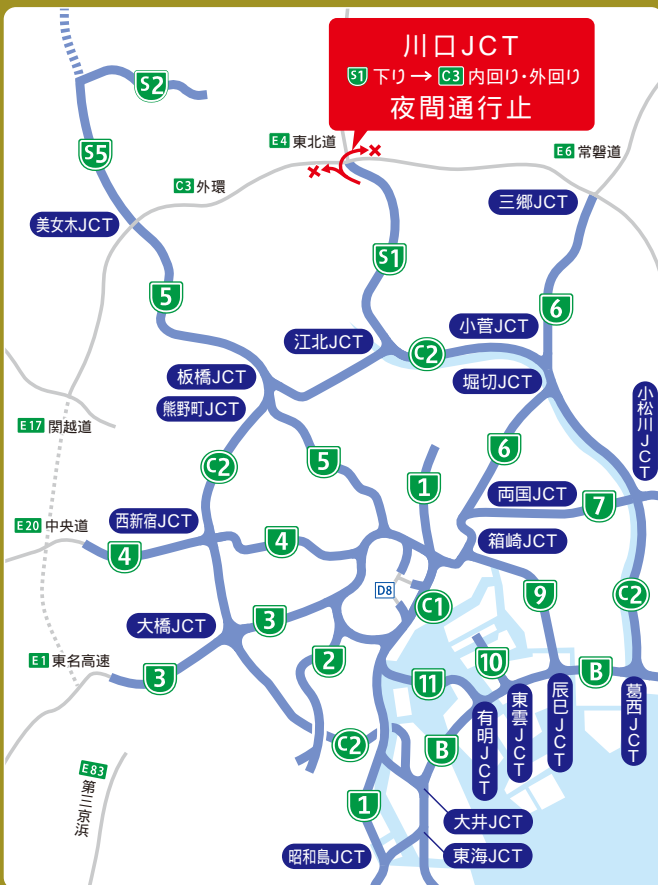 川口JCT
S1 下り → C3 内回り・外回り
夜間通行止
S2
E4 東北道
E6 常磐道
S5
C3 外環
三郷JCT
美女木JCT
S1
5
6
小菅JCT
江北JCT
C2
板橋JCT
堀切JCT
熊野町JCT
小松川JCT
E17 関越道
6
5
C2
1
両国JCT
7
西新宿JCT
E20 中央道
箱崎JCT
4
4
D8
9
C2
C1
3
大橋JCT
2
10
E1 東名高速
B
3
11
有明JCT
東雲JCT
辰巳JCT
葛西JCT
C2
B
E83
第三京浜
1
大井JCT
昭和島JCT
東海JCT